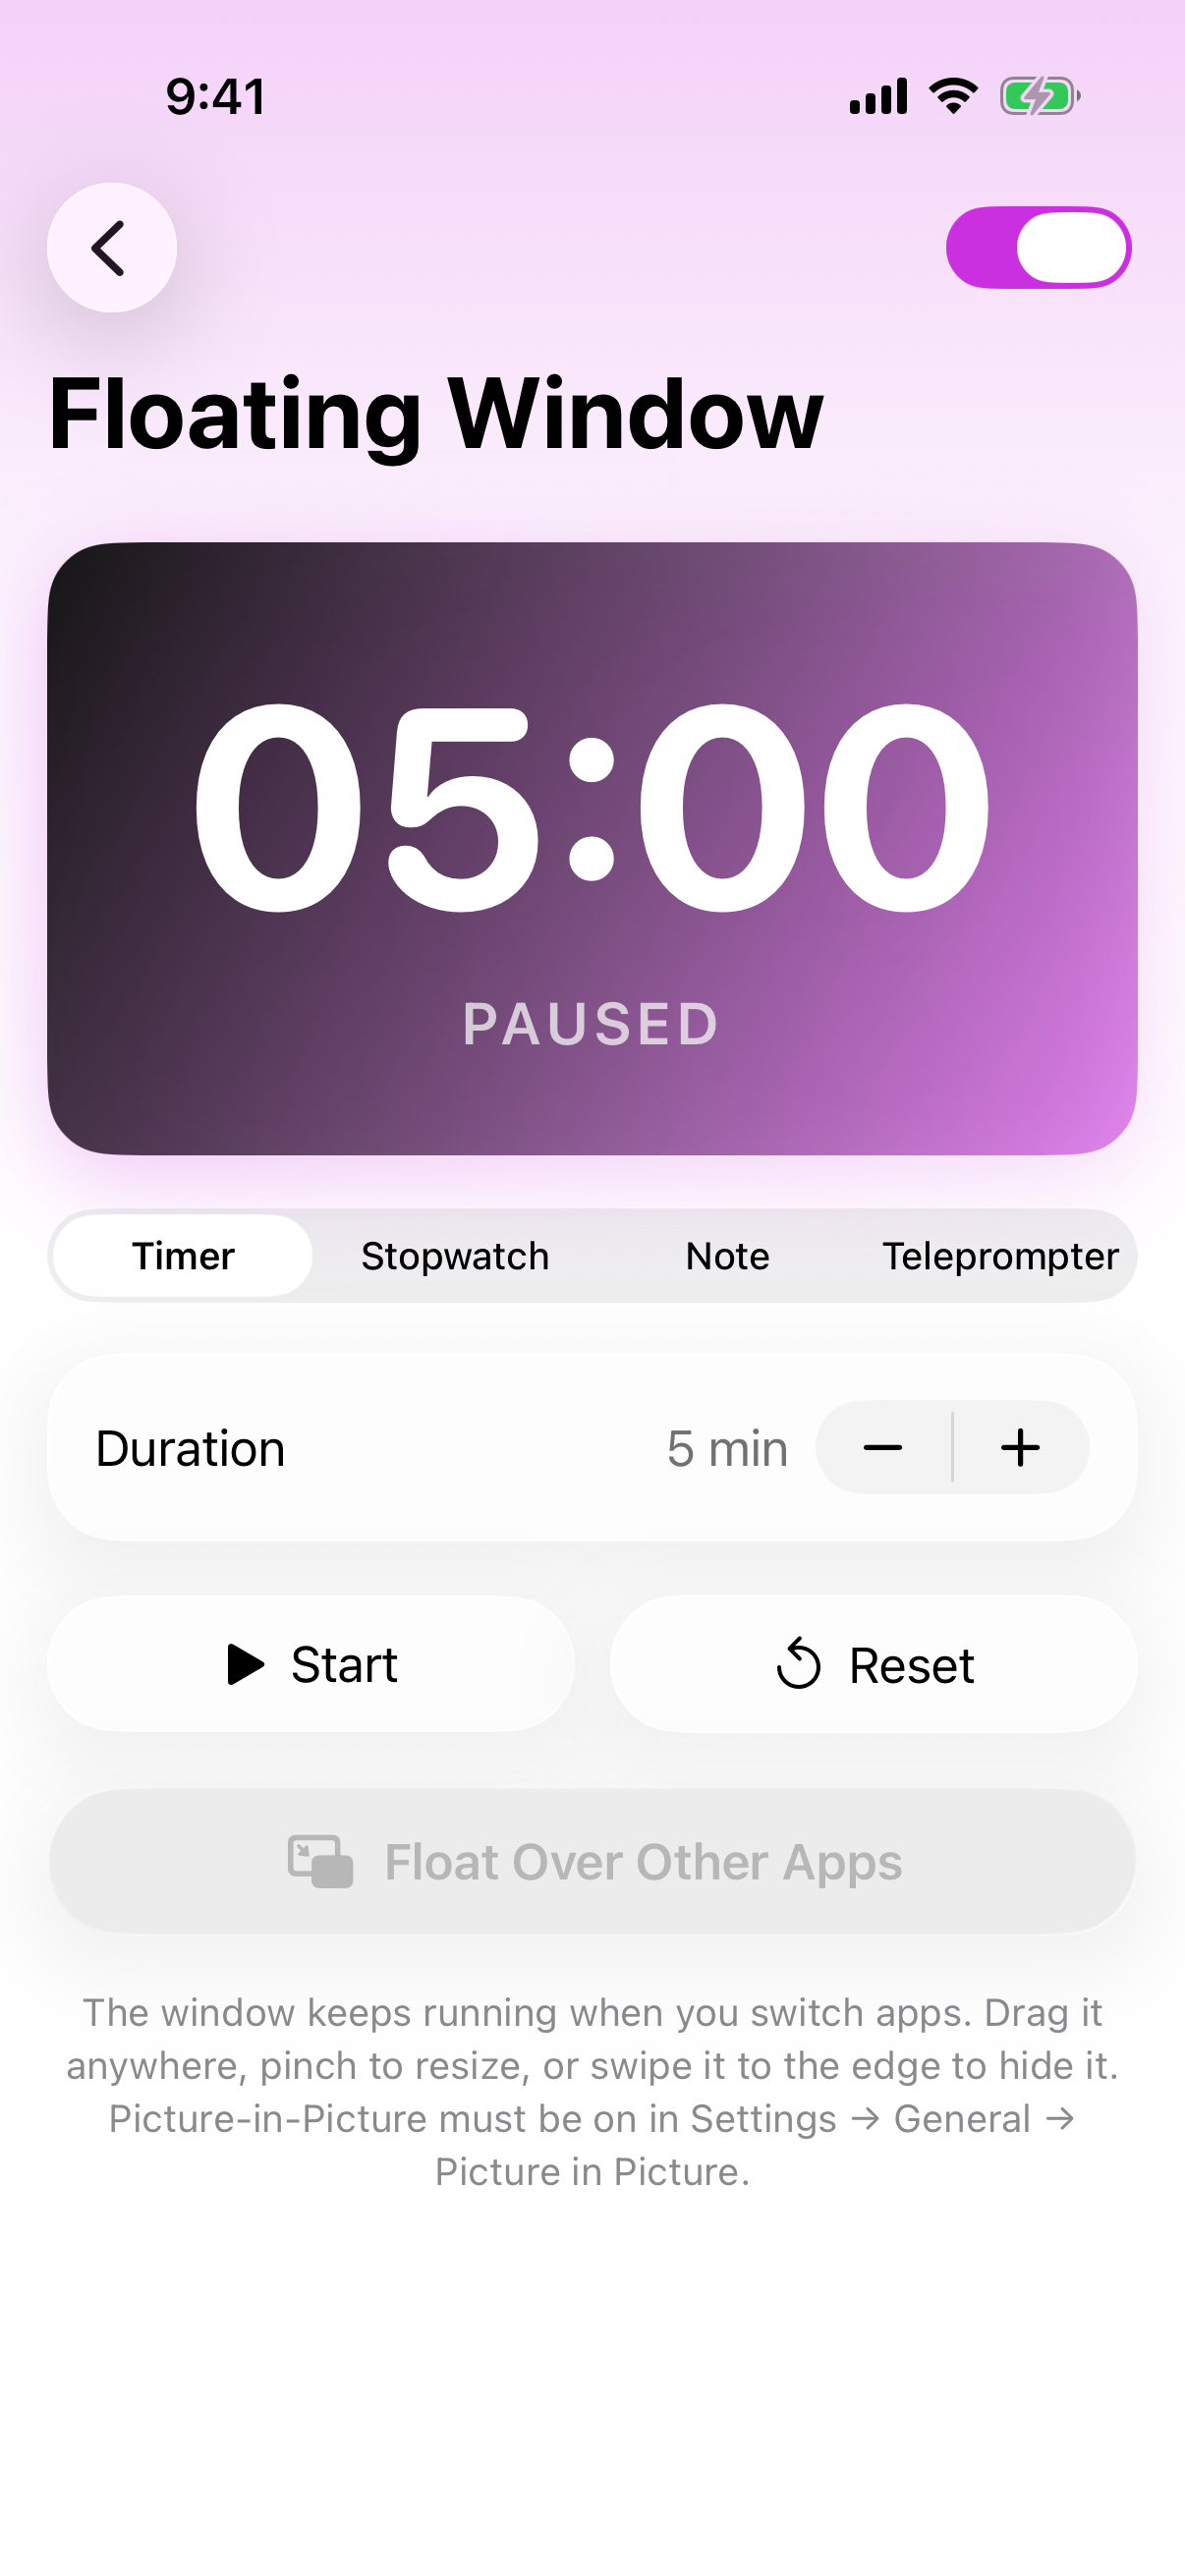 9:41
Floating Window
05:00
PAUSED
Timer
Stopwatch
Note
Teleprompter
Duration
5 min
Start
Reset
Float Over Other Apps
The window keeps running when you switch apps. Drag it
anywhere, pinch to resize, or swipe it to the edge to hide it.
Picture-in-Picture must be on in Settings → General →
Picture in Picture.